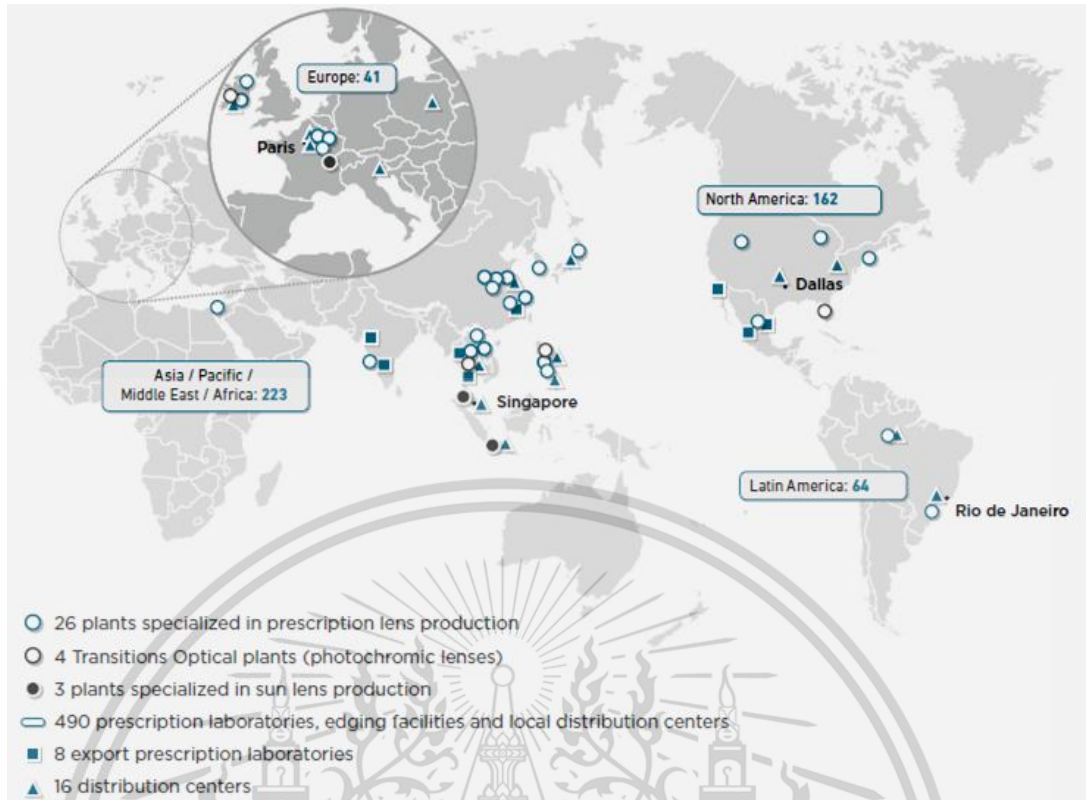 Europe: 41
Paris
North America: 162
Dallas
Asia / Pacific /
Middle East / Africa: 223
Singapore
Latin America: 64
Rio de Janeiro
26 plants specialized in prescription lens production
4 Transitions Optical plants (photochromic lenses)
3 plants specialized in sun lens production
490 prescription laboratories, edging facilities and local distribution centers
8 export prescription laboratories
16 distribution centers